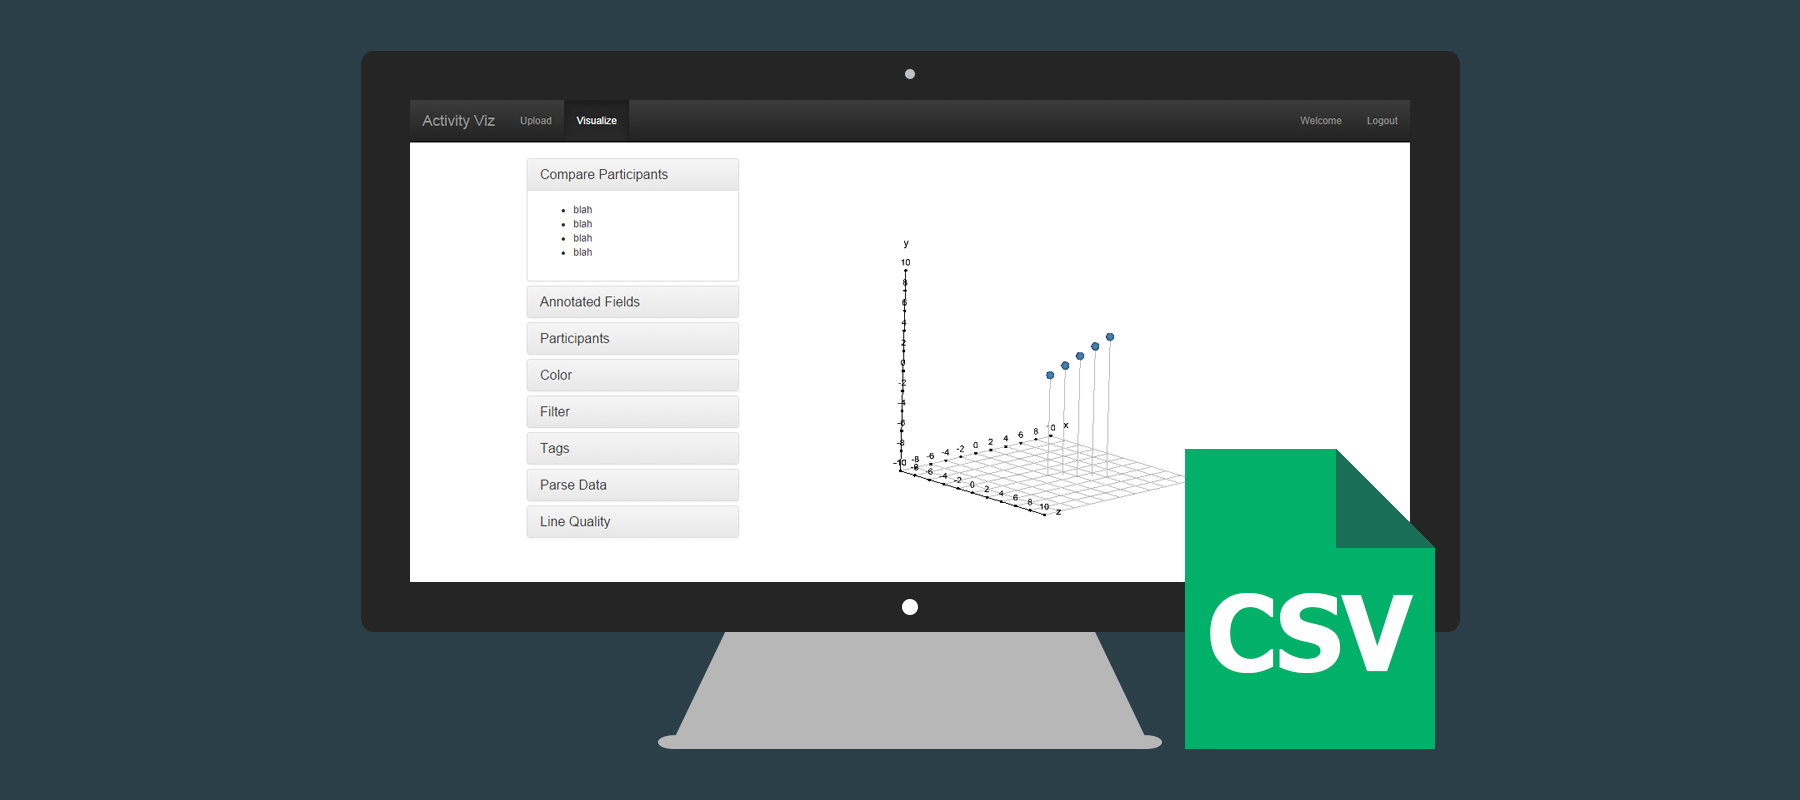 Activity Viz Upload Visualize Welcome Logout
Compare Participants
blah
blah
blah
blah
Annotated Fields
Participants
Color
Filter
Tags
Parse Data
Line Quality
y
10
8
6
4
2
0
-2
-4
-6
-8
-10
-8 -6 -4 -2 0 2 4 6 8 x
-8 -6 -4 -2 0 2 4 6 8 10 z
CSV